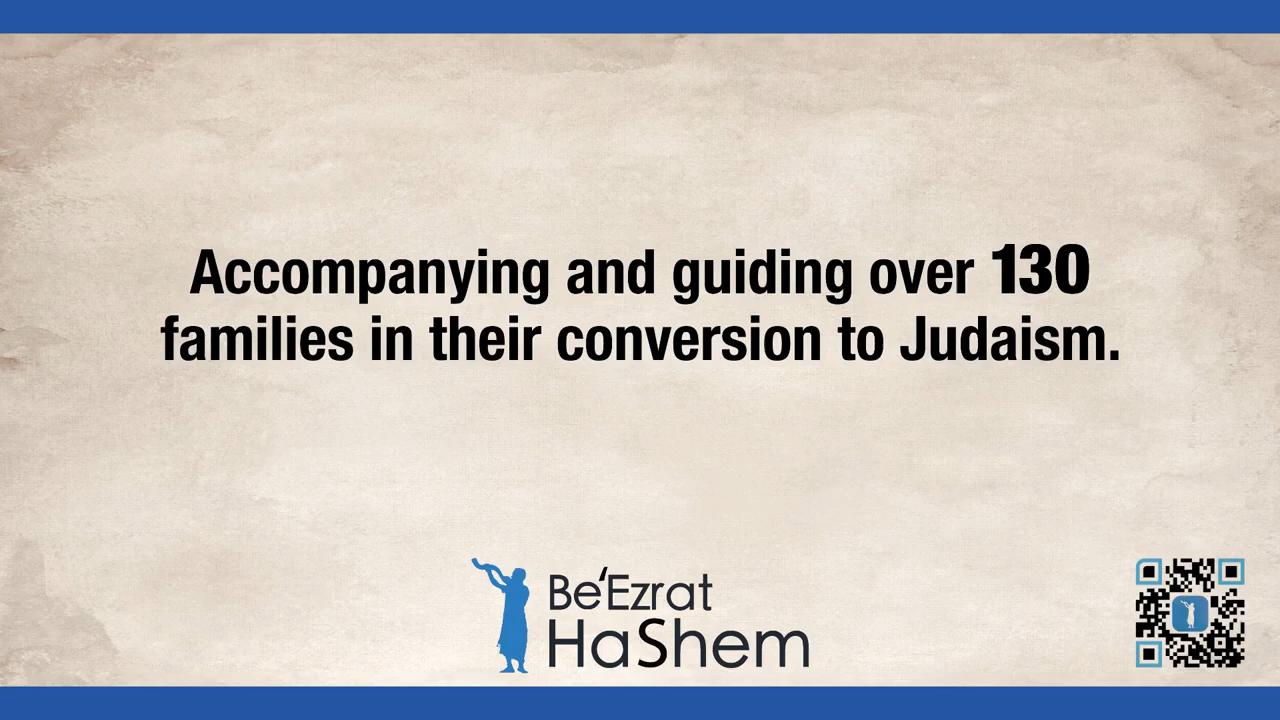 Accompanying and guiding over 130
families in their conversion to Judaism.
Be'Ezrat
HaShem